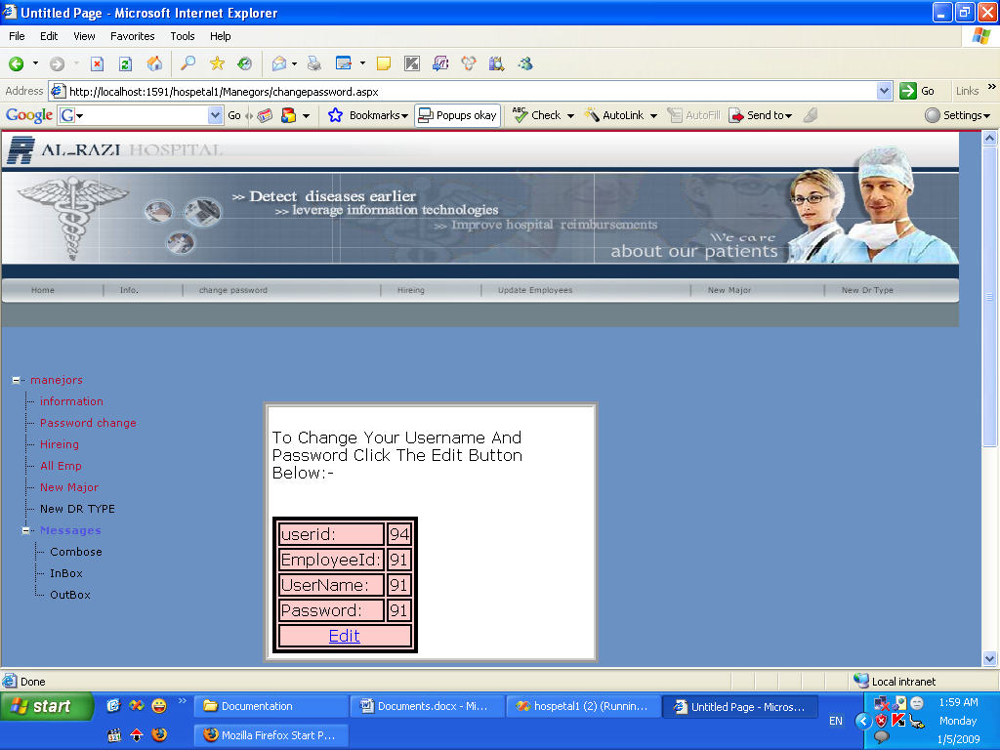 Untitled Page - Microsoft Internet Explorer
File Edit View Favorites Tools Help
Address http://localhost:1591/hospetal1/Manegors/changepassword.aspx Go Links »
Google G Go Bookmarks Popups okay ABC Check AutoLink AutoFill Send to Settings
AL-RAZI HOSPITAL
>> Detect diseases earlier
>> leverage information technologies
>> Improve hospital reimbursements
We care
about our patients
Home Info. change password Hireing Update Employees New Major New Dr Type
manejors
information
Password change
Hireing
All Emp
New Major
New DR TYPE
Messages
Combose
InBox
OutBox
To Change Your Username And
Password Click The Edit Button
Below:-
userid: 94
EmployeeId: 91
UserName: 91
Password: 91
Edit
Done Local intranet
start » Documentation Documents.docx - Mi... hospetal1 (2) (Runnin... Untitled Page - Micros... EN 1:59 AM
Mozilla Firefox Start P... Monday
1/5/2009